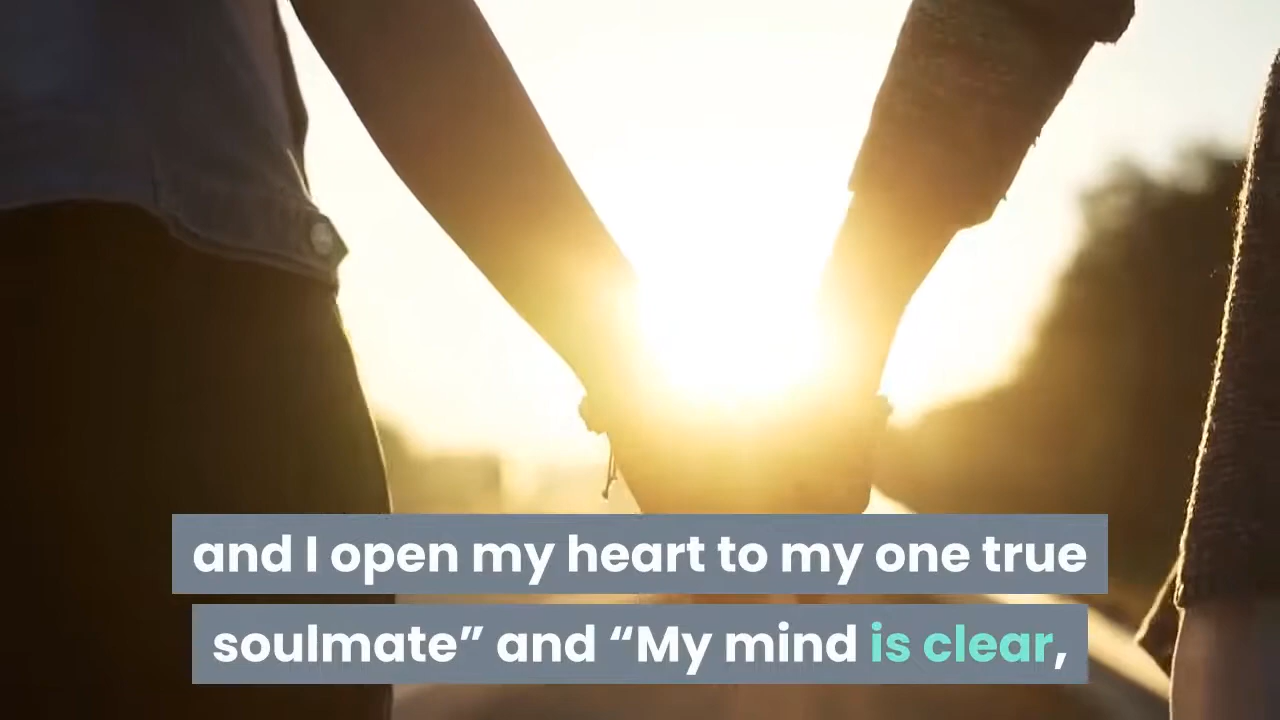 and I open my heart to my one true
soulmate” and “My mind is clear,